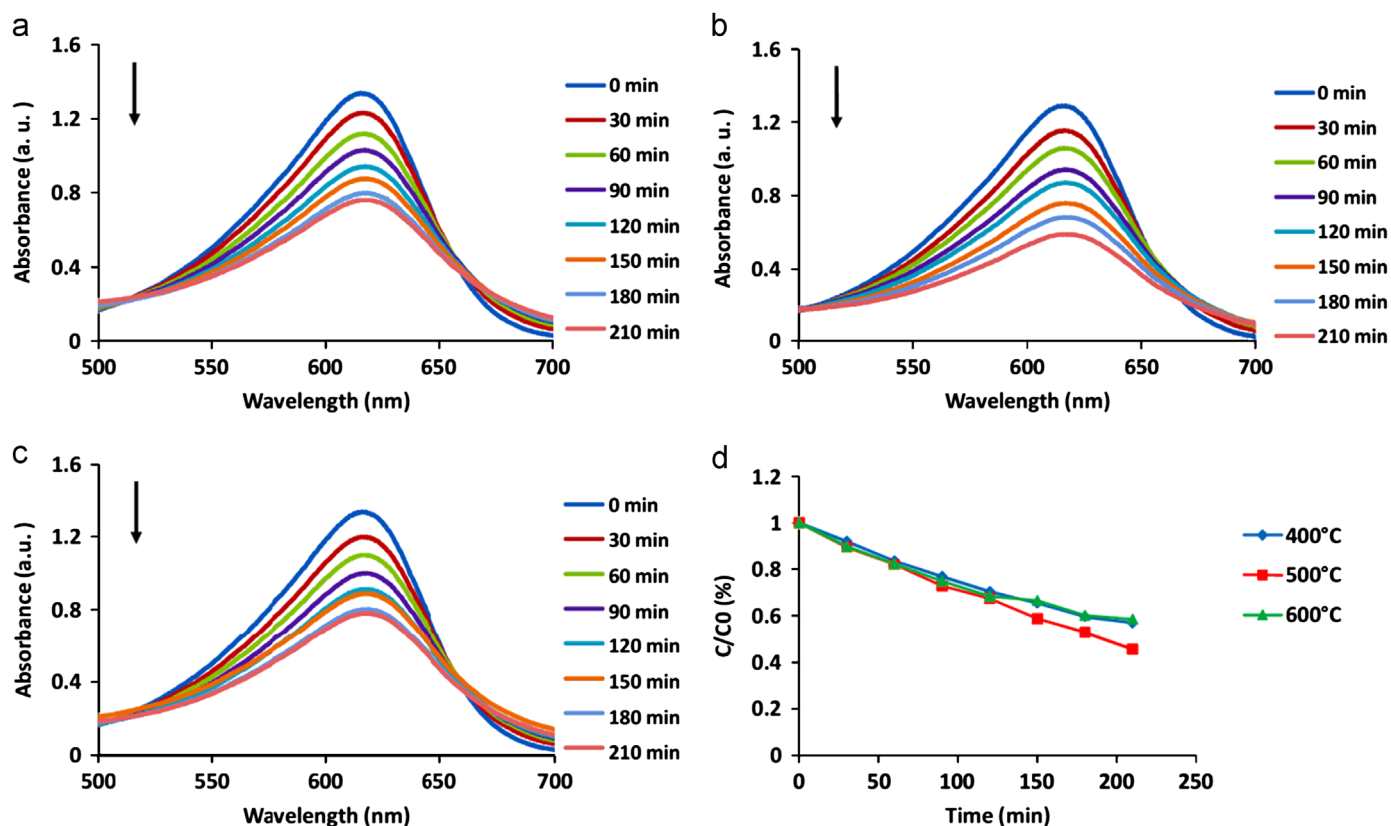 a
1.6
1.2
0.8
0.4
0
500
550
600
650
700
Absorbance (a. u. )
Wavelength (nm)
0 min
30 min
60 min
90 min
120 min
150 min
180 min
210 min
b
1.6
1.2
0.8
0.4
0
500
550
600
650
700
Absorbance (a. u. )
Wavelength (nm)
0 min
30 min
60 min
90 min
120 min
150 min
180 min
210 min
c
1.6
1.2
0.8
0.4
0
500
550
600
650
700
Absorbance (a.u. )
Wavelength (nm)
0 min
30 min
60 min
90 min
120 min
150 min
180 min
210 min
d
1.2
1
0.8
0.6
0.4
0.2
0
0
50
100
150
200
250
C/C0 (%)
Time (min)
400°C
500°C
600°C